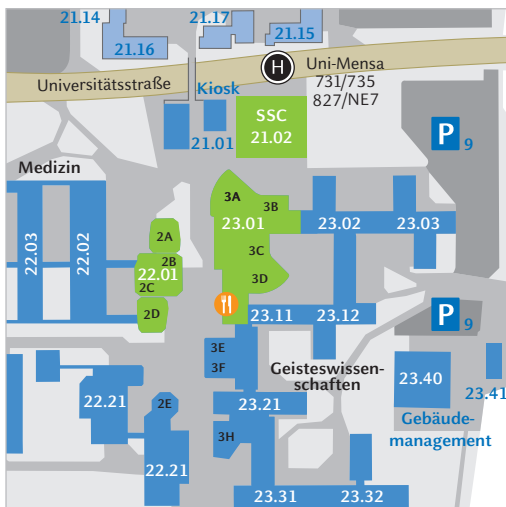 21.14
21.16
21.17
21.15
H
Uni-Mensa
731/735
827/NE7
Universitätsstraße
Kiosk
21.01
SSC
21.02
P 9
Medizin
3A
3B
23.01
3C
3D
23.02
23.03
22.03
22.02
2A
2B
22.01
2C
2D
23.11
23.12
P 9
3E
3F
Geisteswissen-
schaften
23.40
23.41
Gebäude-
management
22.21
2E
22.21
23.21
3H
23.31
23.32